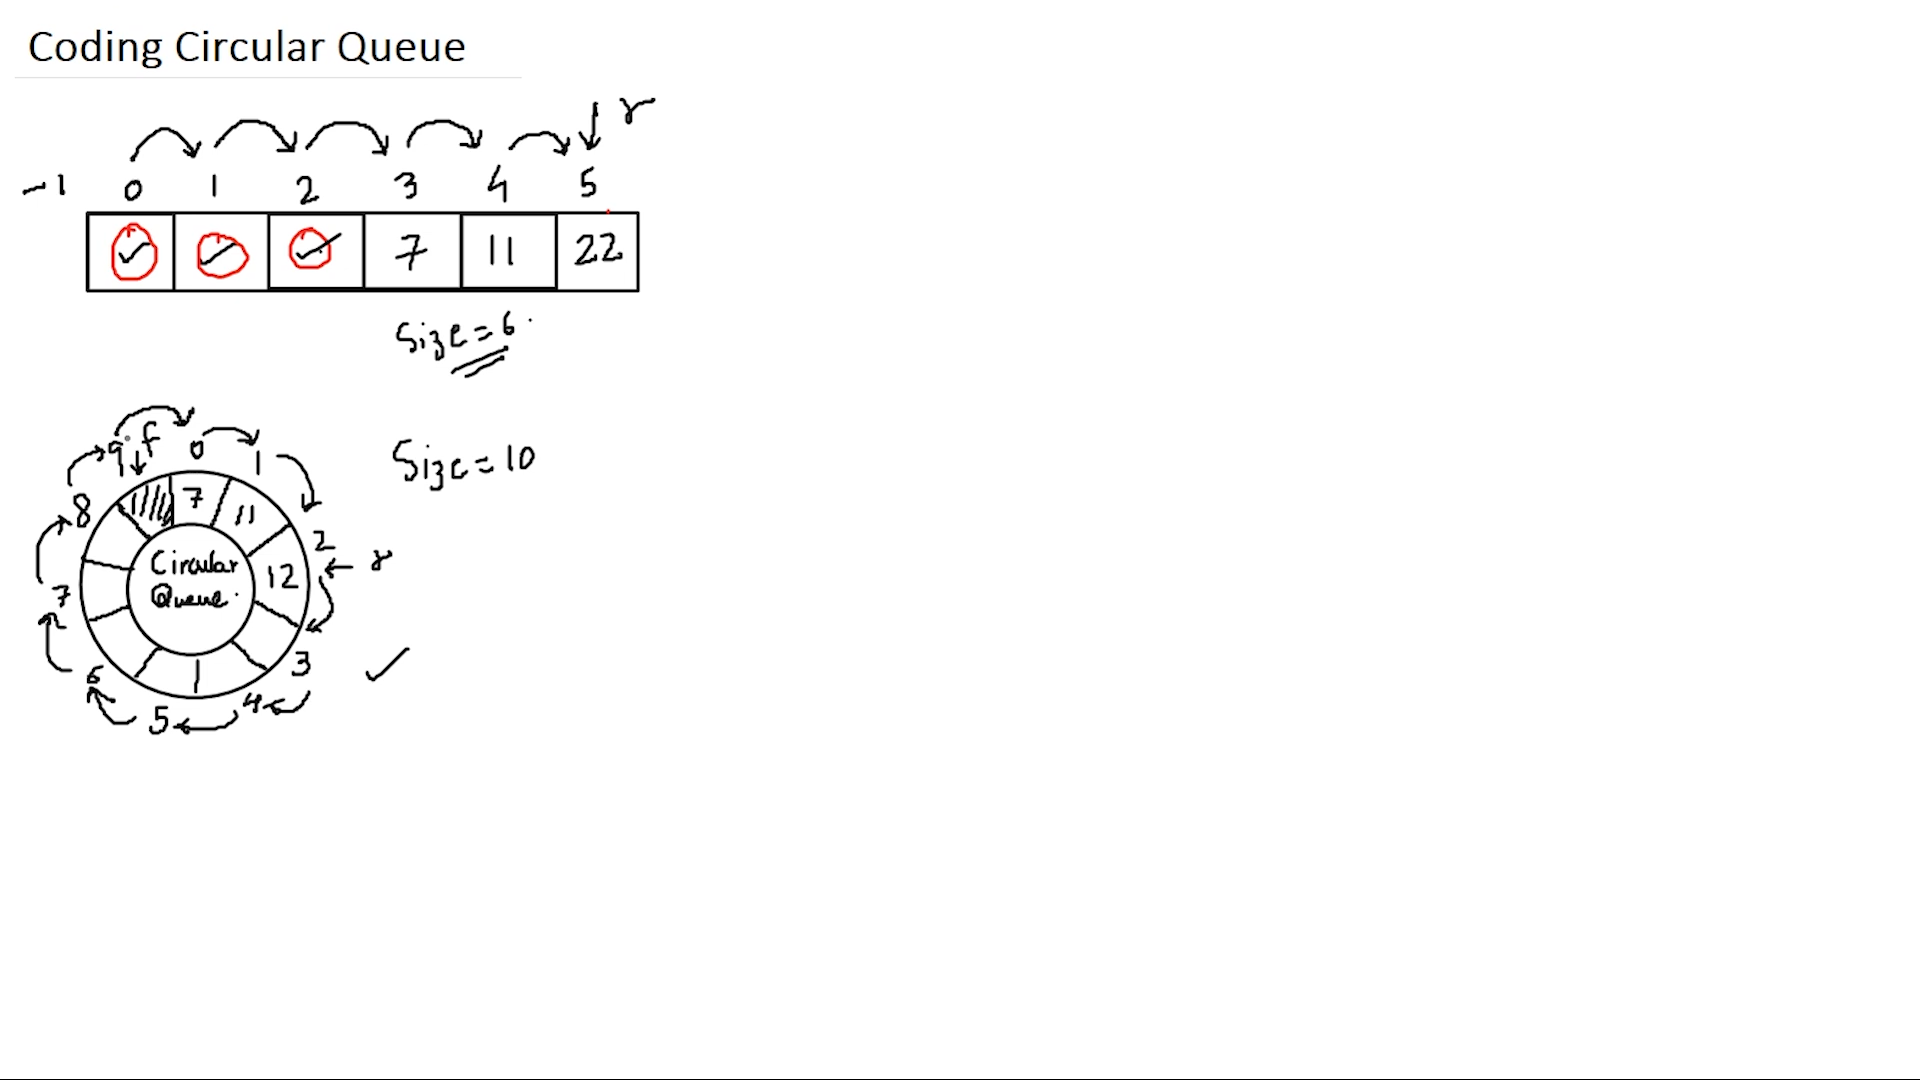 Coding Circular Queue
r
-1 0 1 2 3 4 5
7 11 22
Size = 6
9 f 0 1
Size = 10
8 7 11
2
Circular 12 r
Queue
7
6 3
5 4